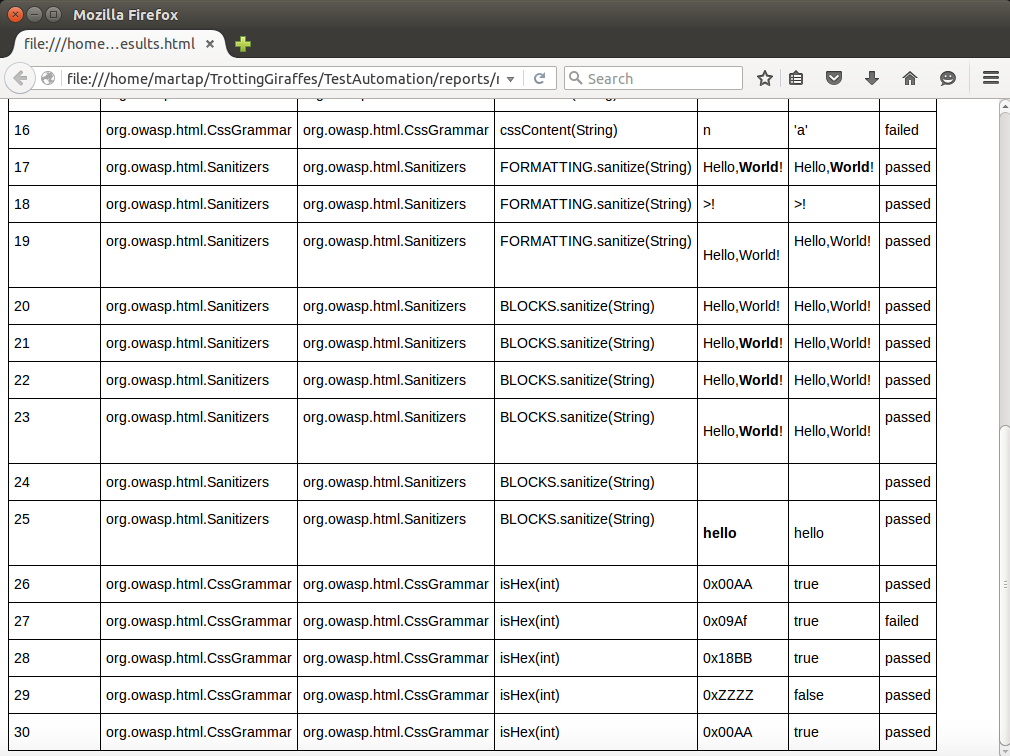 Mozilla Firefox
file:///home...esults.html
file:///home/martap/TrottingGiraffes/TestAutomation/reports/ Search
16 org.owasp.html.CssGrammar org.owasp.html.CssGrammar cssContent(String) n 'a' failed
17 org.owasp.html.Sanitizers org.owasp.html.Sanitizers FORMATTING.sanitize(String) Hello,World! Hello,World! passed
18 org.owasp.html.Sanitizers org.owasp.html.Sanitizers FORMATTING.sanitize(String) >! >! passed
19 org.owasp.html.Sanitizers org.owasp.html.Sanitizers FORMATTING.sanitize(String) Hello,World! Hello,World! passed
20 org.owasp.html.Sanitizers org.owasp.html.Sanitizers BLOCKS.sanitize(String) Hello,World! Hello,World! passed
21 org.owasp.html.Sanitizers org.owasp.html.Sanitizers BLOCKS.sanitize(String) Hello,World! Hello,World! passed
22 org.owasp.html.Sanitizers org.owasp.html.Sanitizers BLOCKS.sanitize(String) Hello,World! Hello,World! passed
23 org.owasp.html.Sanitizers org.owasp.html.Sanitizers BLOCKS.sanitize(String) Hello,World! Hello,World! passed
24 org.owasp.html.Sanitizers org.owasp.html.Sanitizers BLOCKS.sanitize(String) passed
25 org.owasp.html.Sanitizers org.owasp.html.Sanitizers BLOCKS.sanitize(String) hello hello passed
26 org.owasp.html.CssGrammar org.owasp.html.CssGrammar isHex(int) 0x00AA true passed
27 org.owasp.html.CssGrammar org.owasp.html.CssGrammar isHex(int) 0x09Af true failed
28 org.owasp.html.CssGrammar org.owasp.html.CssGrammar isHex(int) 0x18BB true passed
29 org.owasp.html.CssGrammar org.owasp.html.CssGrammar isHex(int) 0xZZZZ false passed
30 org.owasp.html.CssGrammar org.owasp.html.CssGrammar isHex(int) 0x00AA true passed